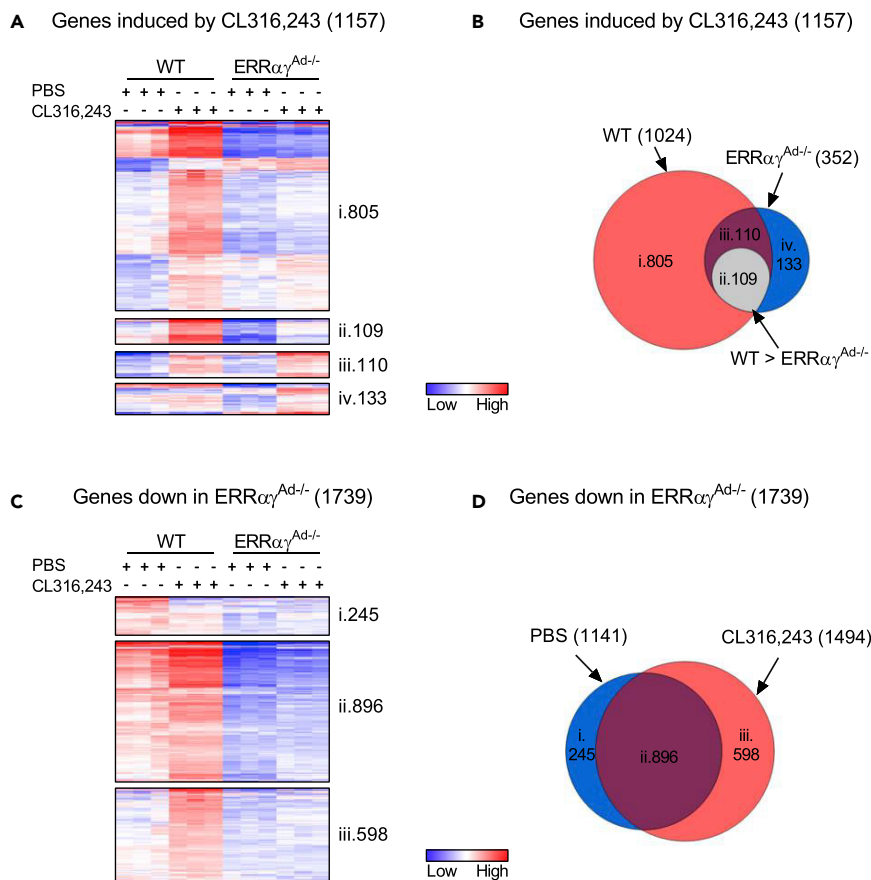 A Genes induced by CL316,243 (1157)
WT ERRαγAd-/-
PBS + + + - - - + + + - - -
CL316,243 - - - + + + - - - + + +
i.805
ii.109
iii.110
iv.133
Low High
B Genes induced by CL316,243 (1157)
WT (1024)
ERRαγAd-/- (352)
iii.110
i.805
iv.
133
ii.109
WT > ERRαγAd-/-
C Genes down in ERRαγAd-/- (1739)
WT ERRαγAd-/-
PBS + + + - - - + + + - - -
CL316,243 - - - + + + - - - + + +
i.245
ii.896
iii.598
Low High
D Genes down in ERRαγAd-/- (1739)
PBS (1141) CL316,243 (1494)
i.
245
ii.896
iii.
598